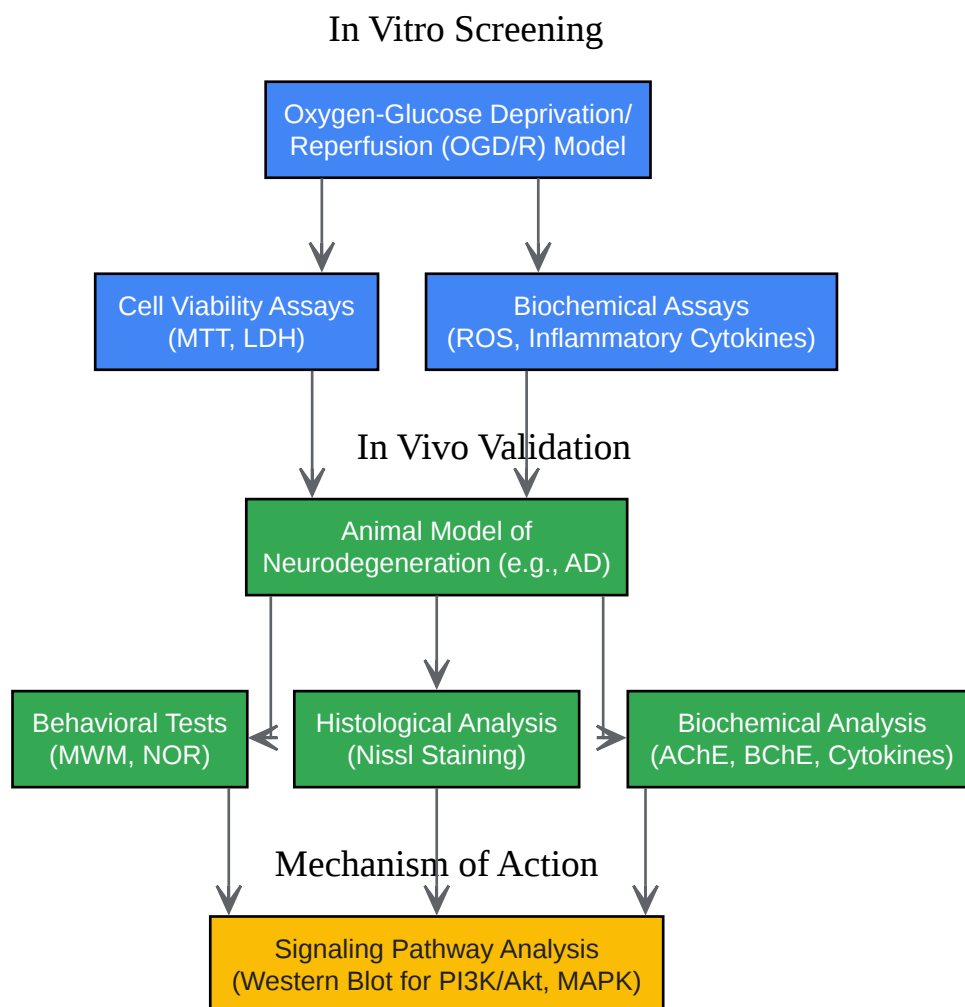 In Vitro Screening
Oxygen-Glucose Deprivation/
Reperfusion (OGD/R) Model
Cell Viability Assays
(MTT, LDH)
Biochemical Assays
(ROS, Inflammatory Cytokines)
In Vivo Validation
Animal Model of
Neurodegeneration (e.g., AD)
Behavioral Tests
(MWM, NOR)
Histological Analysis
(Nissl Staining)
Biochemical Analysis
(AChE, BChE, Cytokines)
Mechanism of Action
Signaling Pathway Analysis
(Western Blot for PI3K/Akt, MAPK)